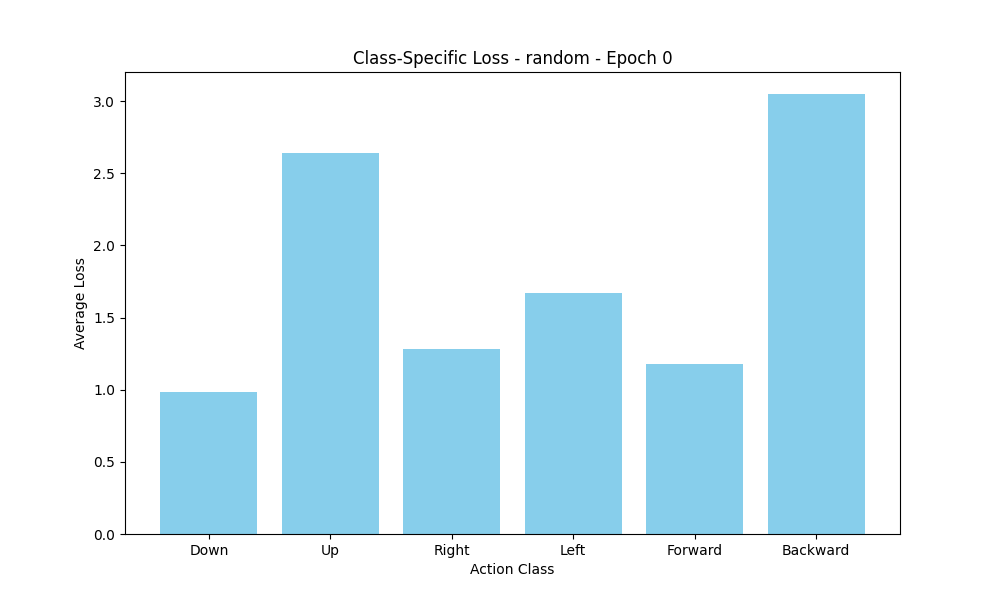 Class-Specific Loss - random - Epoch 0
Average Loss
3.0
2.5
2.0
1.5
1.0
0.5
0.0
Down Up Right Left Forward Backward
Action Class